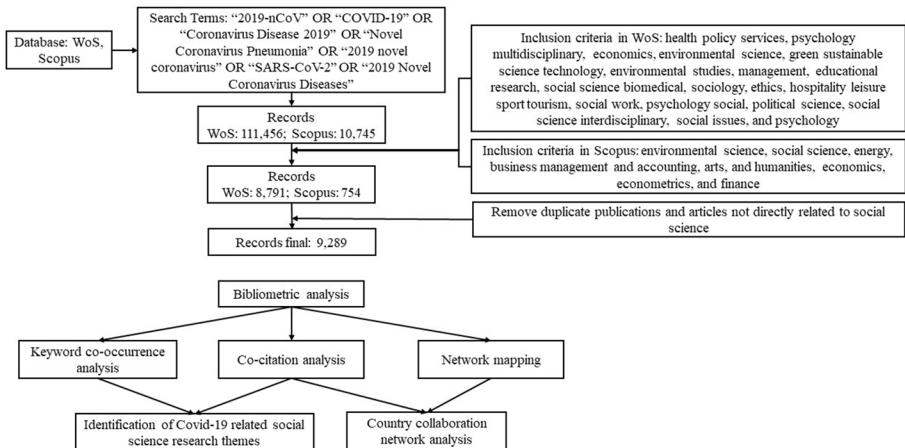 Database: WoS,
Scopus
Search Terms: “2019-nCoV” OR “COVID-19” OR
“Coronavirus Disease 2019” OR “Novel
Coronavirus Pneumonia” OR “2019 novel
coronavirus” OR “SARS-CoV-2” OR “2019 Novel
Coronavirus Diseases”
Inclusion criteria in WoS: health policy services, psychology
multidisciplinary, economics, environmental science, green sustainable
science technology, environmental studies, management, educational
research, social science biomedical, sociology, ethics, hospitality leisure
sport tourism, social work, psychology social, political science, social
science interdisciplinary, social issues, and psychology
Records
WoS: 111,456; Scopus: 10,745
Inclusion criteria in Scopus: environmental science, social science, energy,
business management and accounting, arts, and humanities, economics,
econometrics, and finance
Records
WoS: 8,791; Scopus: 754
Remove duplicate publications and articles not directly related to social
science
Records final: 9,289
Bibliometric analysis
Keyword co-occurrence
analysis
Co-citation analysis
Network mapping
Identification of Covid-19 related social
science research themes
Country collaboration
network analysis